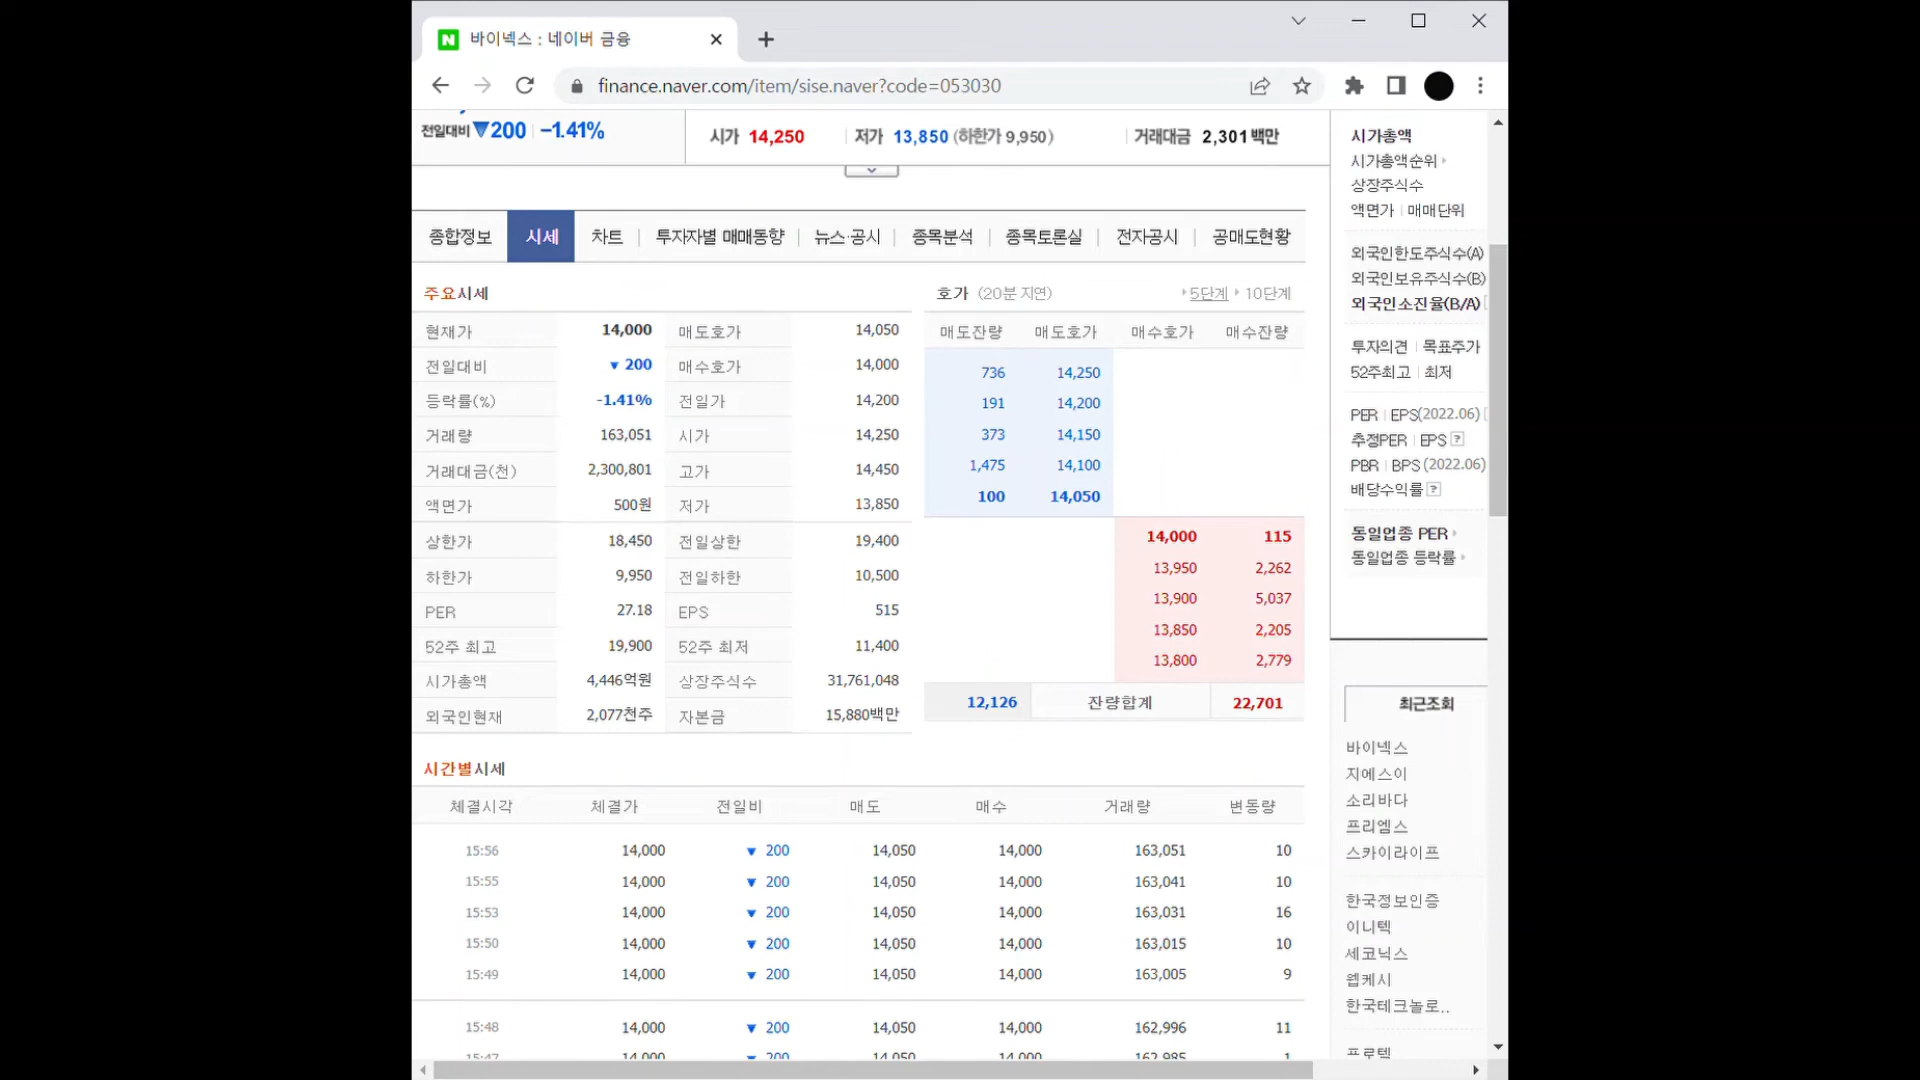 바이넥스 : 네이버 금융
finance.naver.com/item/sise.naver?code=053030
전일대비 ▼200 -1.41%
시가 14,250 저가 13,850 (하한가 9,950) 거래대금 2,301 백만
종합정보 시세 차트 투자자별 매매동향 뉴스·공시 종목분석 종목토론실 전자공시 공매도현황
주요시세
현재가 14,000 매도호가 14,050
전일대비 ▼ 200 매수호가 14,000
등락률(%) -1.41% 전일가 14,200
거래량 163,051 시가 14,250
거래대금(천) 2,300,801 고가 14,450
액면가 500원 저가 13,850
상한가 18,450 전일상한 19,400
하한가 9,950 전일하한 10,500
PER 27.18 EPS 515
52주 최고 19,900 52주 최저 11,400
시가총액 4,446억원 상장주식수 31,761,048
외국인현재 2,077천주 자본금 15,880백만
호가 (20분 지연) 5단계 10단계
매도잔량 매도호가 매수호가 매수잔량
736 14,250
191 14,200
373 14,150
1,475 14,100
100 14,050
14,000 115
13,950 2,262
13,900 5,037
13,850 2,205
13,800 2,779
12,126 잔량합계 22,701
시간별시세
체결시각 체결가 전일비 매도 매수 거래량 변동량
15:56 14,000 ▼ 200 14,050 14,000 163,051 10
15:55 14,000 ▼ 200 14,050 14,000 163,041 10
15:53 14,000 ▼ 200 14,050 14,000 163,031 16
15:50 14,000 ▼ 200 14,050 14,000 163,015 10
15:49 14,000 ▼ 200 14,050 14,000 163,005 9
15:48 14,000 ▼ 200 14,050 14,000 162,996 11
15:47 14,000 ▼ 200 14,050 14,000 162,985 1
시가총액
시가총액순위
상장주식수
액면가 | 매매단위
외국인한도주식수(A)
외국인보유주식수(B)
외국인소진율(B/A)
투자의견 | 목표주가
52주최고 | 최저
PER | EPS(2022.06)
추정PER | EPS ?
PBR | BPS (2022.06)
배당수익률 ?
동일업종 PER
동일업종 등락률
최근조회
바이넥스
지에스이
소리바다
프리엠스
스카이라이프
한국정보인증
이니텍
세코닉스
웹케시
한국테크놀로..
프로텍